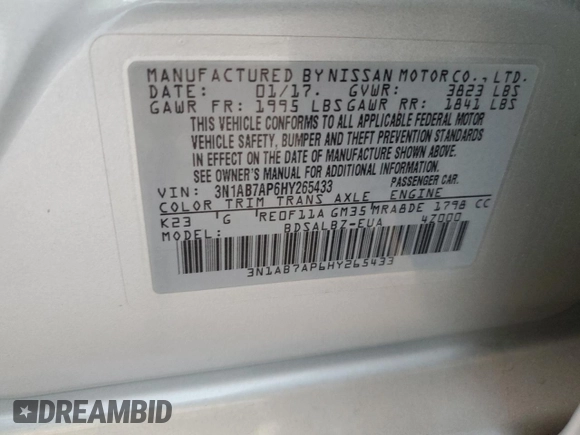 MANUFACTURED BY NISSAN MOTOR CO., LTD.
DATE: 01/17. GVWR: 3823 LBS
GAWR FR: 1995 LBS GAWR RR: 1841 LBS
THIS VEHICLE CONFORMS TO ALL APPLICABLE FEDERAL MOTOR
VEHICLE SAFETY, BUMPER AND THEFT PREVENTION STANDARDS
IN EFFECT ON THE DATE OF MANUFACTURE SHOWN ABOVE.
SEE OWNER'S MANUAL FOR ADDITIONAL INFORMATION
VIN: 3N1AB7AP6HY265433 PASSENGER CAR.
COLOR TRIM TRANS AXLE ENGINE
K23 'G 'RE0F11A GM35'MRA8DE 1798 CC
MODEL: BDSALBZ-EUA 47000
3N1AB7AP6HY265433
DREAMBID